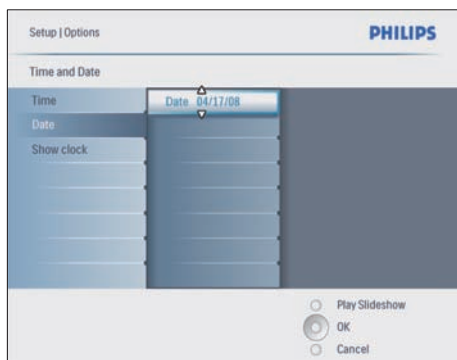 Setup | Options
PHILIPS
Time and Date
Time
Date 04/17/08
Date
Show clock
Play Slideshow
OK
Cancel